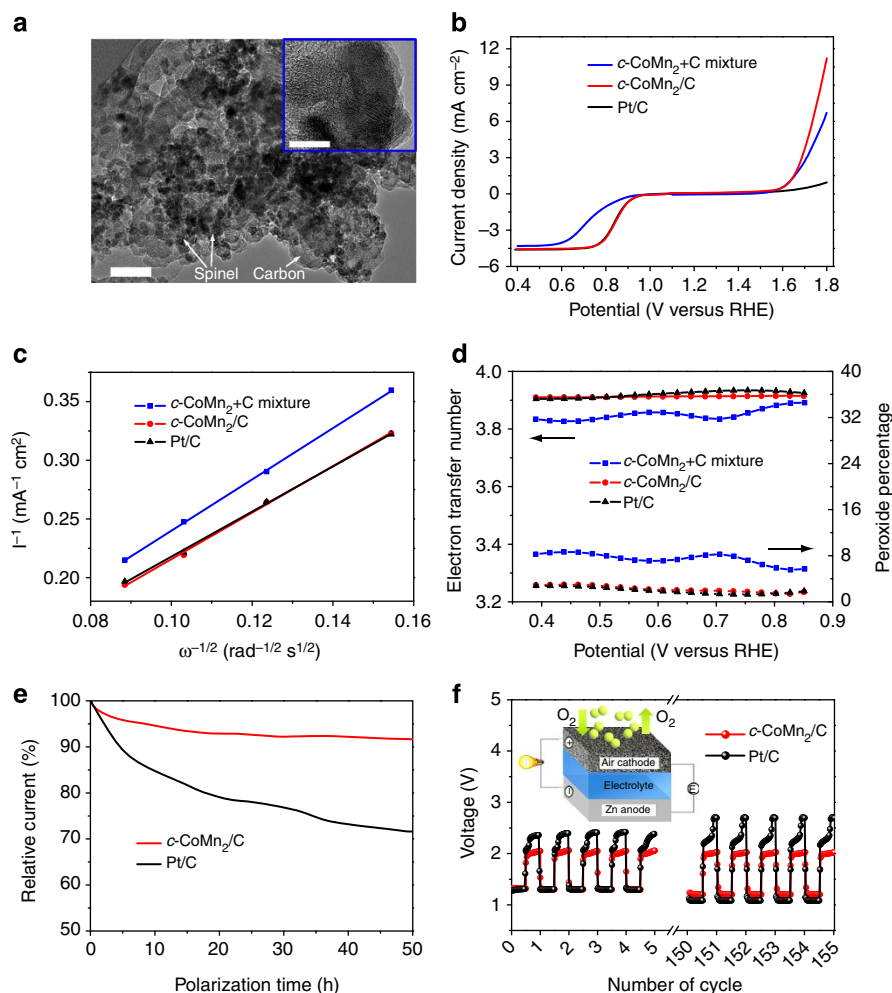 a
Spinel
Carbon
b
Current density (mA cm−2)
12
9
6
3
0
−3
−6
c-CoMn2+C mixture
c-CoMn2/C
Pt/C
0.4 0.6 0.8 1.0 1.2 1.4 1.6 1.8
Potential (V versus RHE)
c
I−1 (mA−1 cm2)
0.35
0.30
0.25
0.20
c-CoMn2+C mixture
c-CoMn2/C
Pt/C
0.08 0.10 0.12 0.14 0.16
ω−1/2 (rad−1/2 s1/2)
d
Electron transfer number
4.0
3.8
3.6
3.4
3.2
c-CoMn2+C mixture
c-CoMn2/C
Pt/C
40
32
24
16
8
0
Peroxide percentage
0.4 0.5 0.6 0.7 0.8 0.9
Potential (V versus RHE)
e
Relative current (%)
100
90
80
70
60
50
c-CoMn2/C
Pt/C
0 10 20 30 40 50
Polarization time (h)
f
Voltage (V)
5
4
3
2
1
O2
O2
+
Air cathode
Electrolyte
Zn anode
E
c-CoMn2/C
Pt/C
0 1 2 3 4 5 150 151 152 153 154 155
Number of cycle